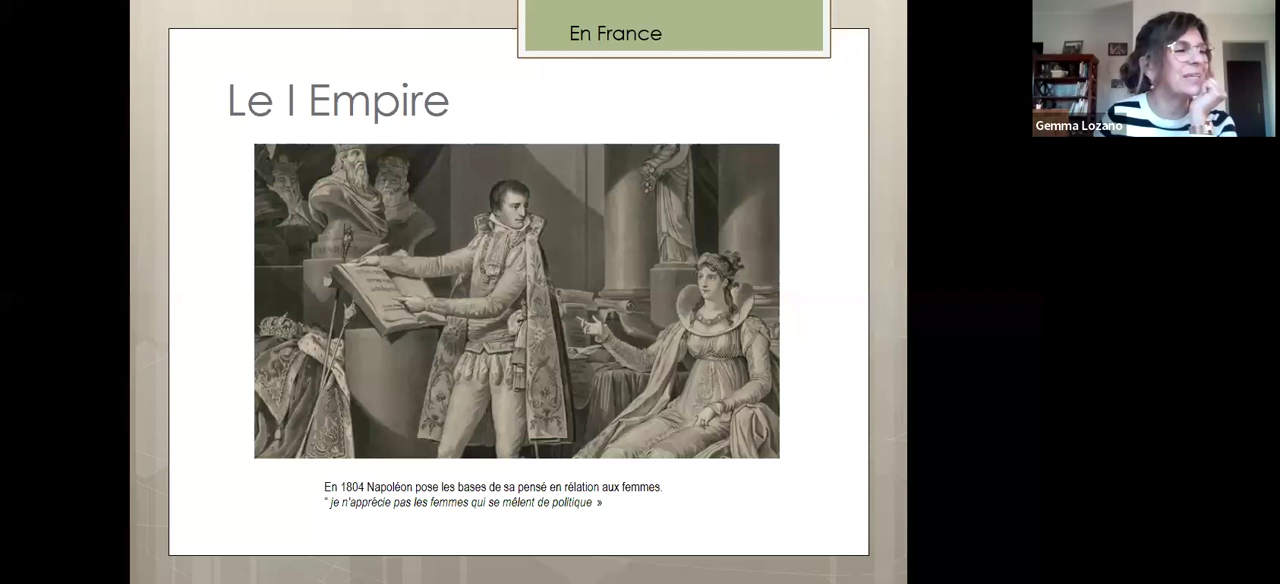 En France
Le I Empire
Gemma Lozano
En 1804 Napoléon pose les bases de sa pensé en rélation aux femmes.
“ je n'apprécie pas les femmes qui se mêlent de politique »